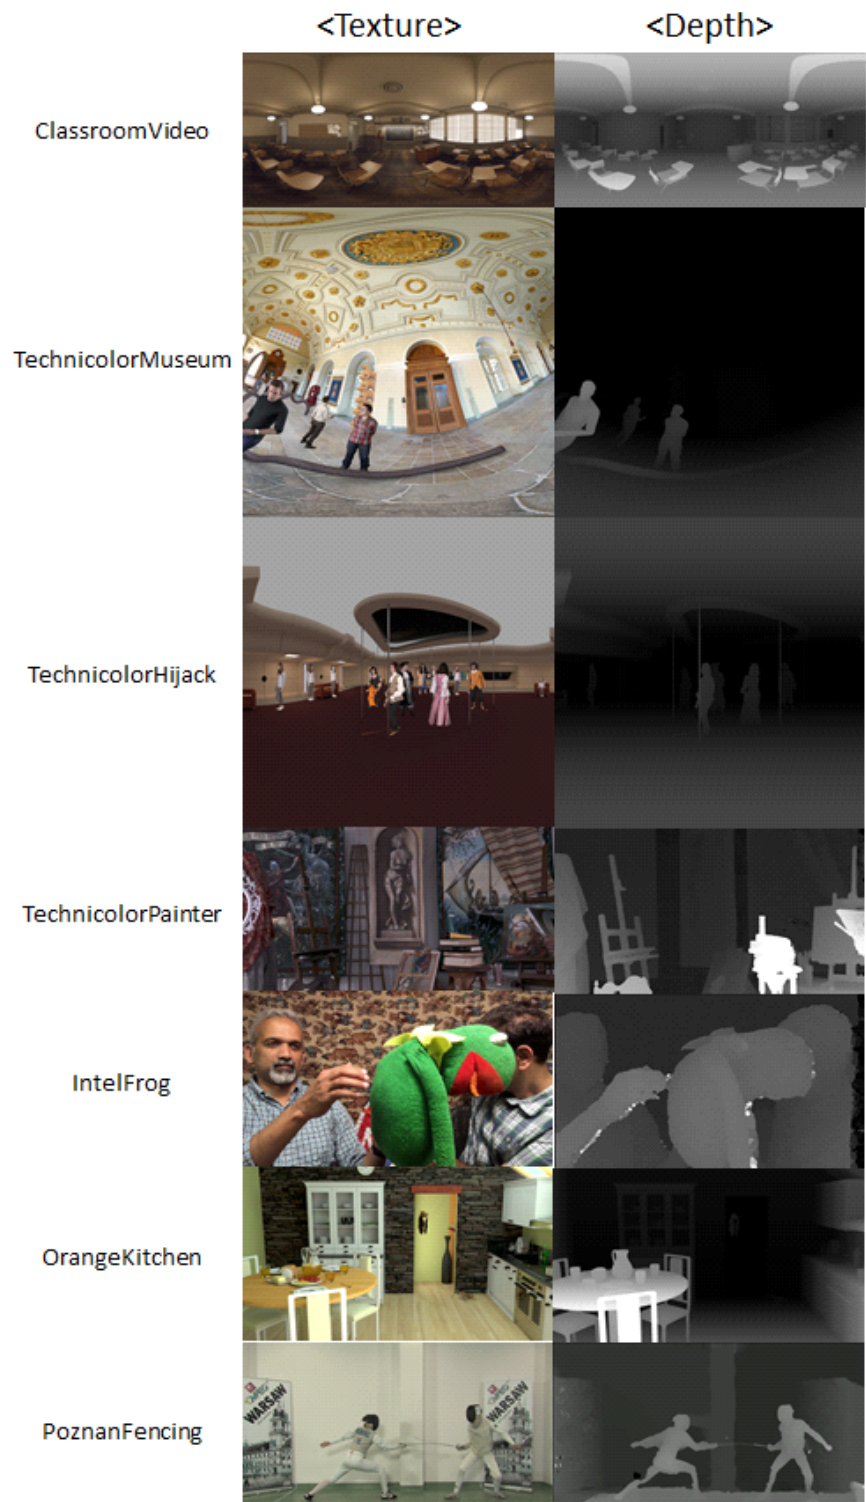 <Texture> <Depth>
ClassroomVideo
TechnicolorMuseum
TechnicolorHijack
TechnicolorPainter
IntelFrog
OrangeKitchen
PoznanFencing
WARSAW WARSAW